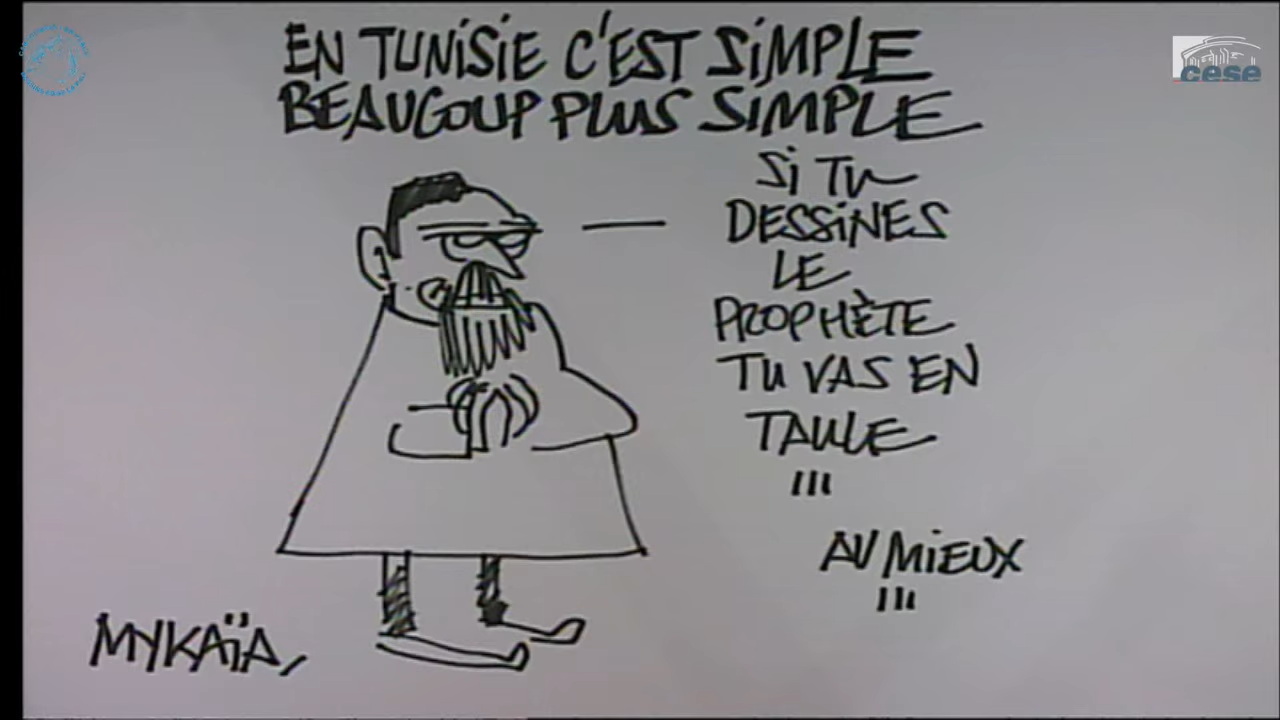 EN TUNISIE C'EST SIMPLE
BEAUCOUP PLUS SIMPLE
SI TU
DESSINES
LE
PROPHÈTE
TU VAS EN
TAULE
!!!
AU MIEUX
!!!
MYKAÏA
cese